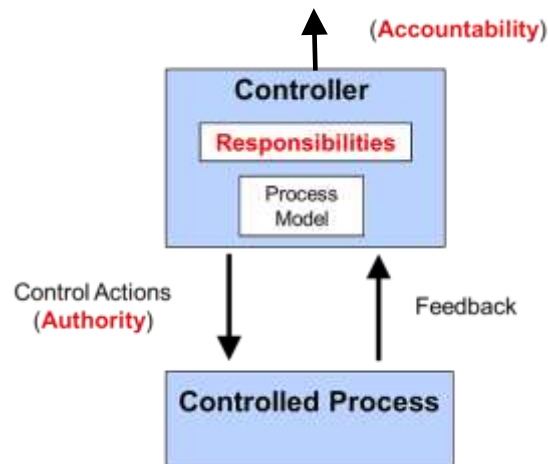 (Accountability)
Controller
Responsibilities
Process
Model
Control Actions
(Authority)
Feedback
Controlled Process